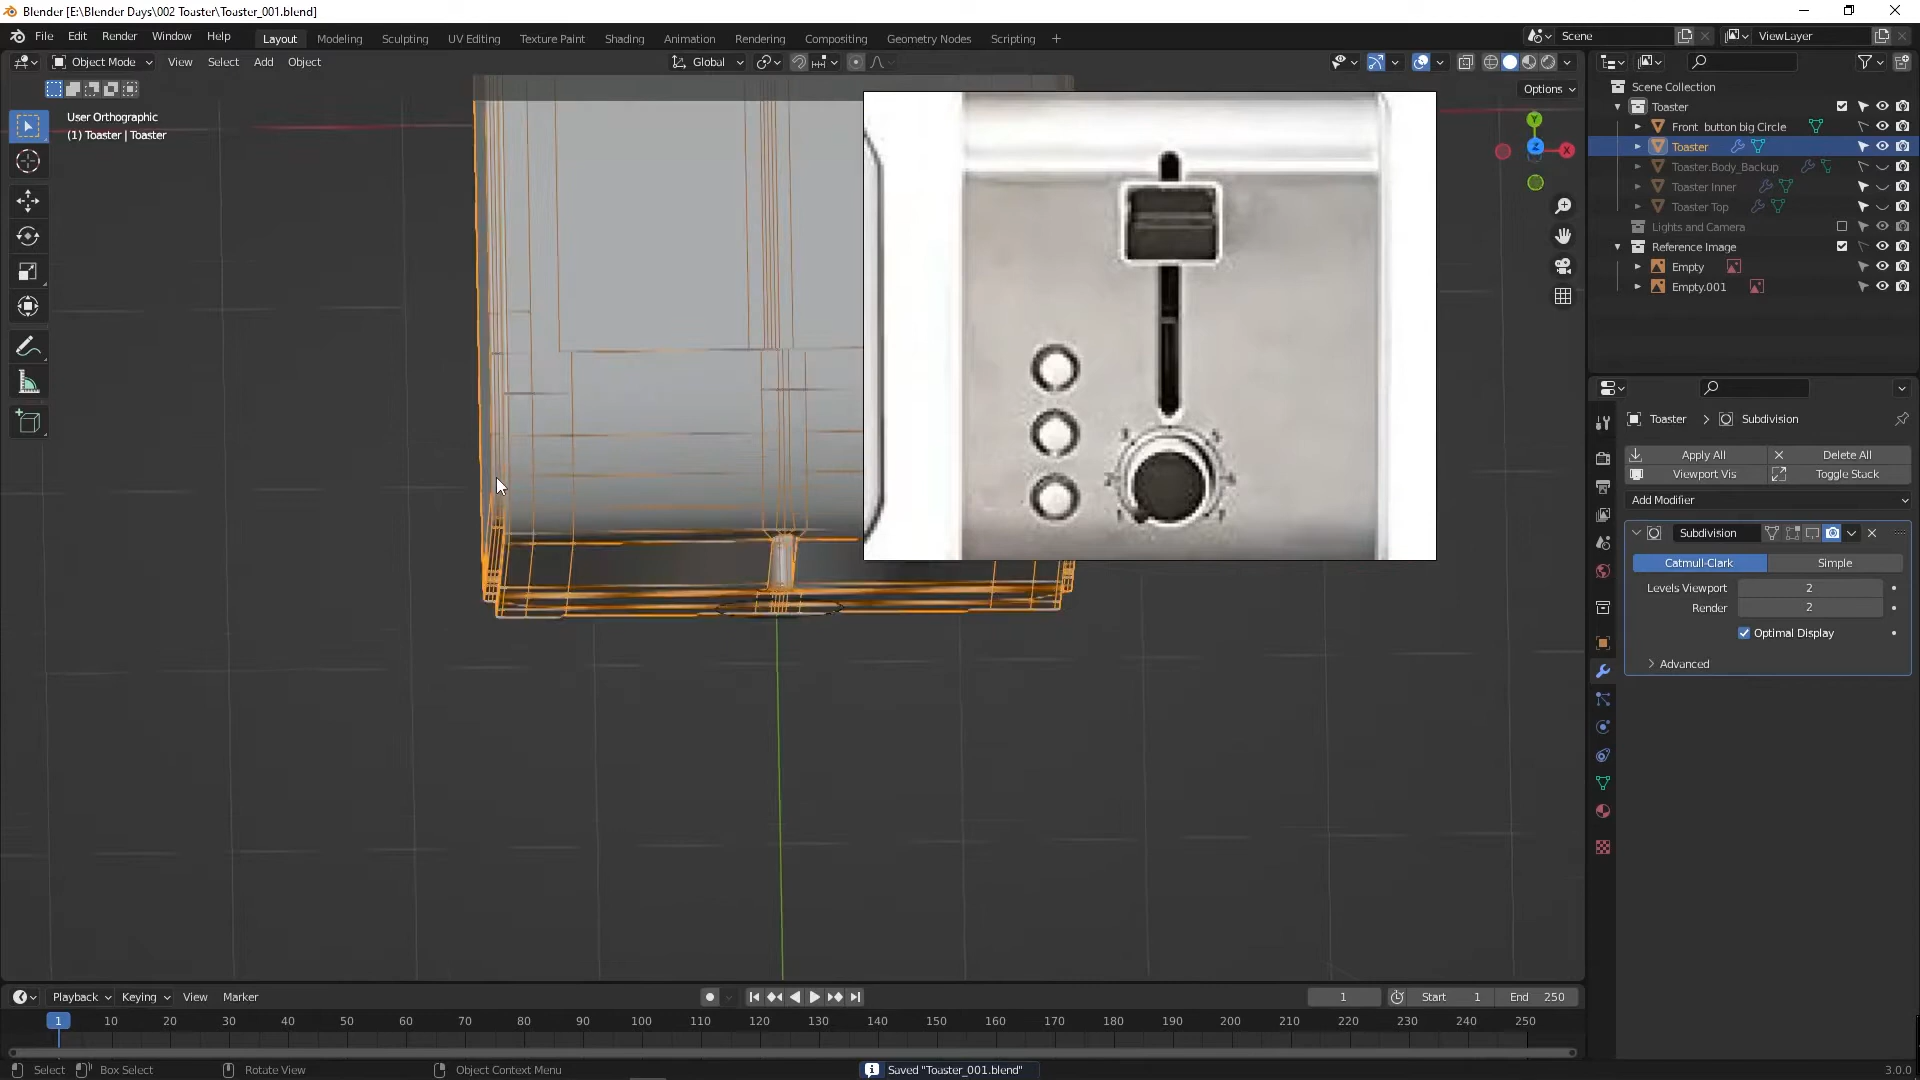 Blender [E:\Blender Days\002 Toaster\Toaster_001.blend]
File Edit Render Window Help Layout Modeling Sculpting UV Editing Texture Paint Shading Animation Rendering Compositing Geometry Nodes Scripting + Scene ViewLayer
Object Mode View Select Add Object Global
Options
User Orthographic
(1) Toaster | Toaster
Y
Z
X
Scene Collection
Toaster
Front button big Circle
Toaster
Toaster.Body_Backup
Toaster Inner
Toaster Top
Lights and Camera
Reference Image
Empty
Empty.001
Toaster > Subdivision
Apply All Delete All
Viewport Vis Toggle Stack
Add Modifier
Subdivision
Catmull-Clark Simple
Levels Viewport 2
Render 2
Optimal Display
Advanced
Playback Keying View Marker 1 Start 1 End 250
1 10 20 30 40 50 60 70 80 90 100 110 120 130 140 150 160 170 180 190 200 210 220 230 240 250
Select Box Select Rotate View Object Context Menu Saved "Toaster_001.blend" 3.0.0